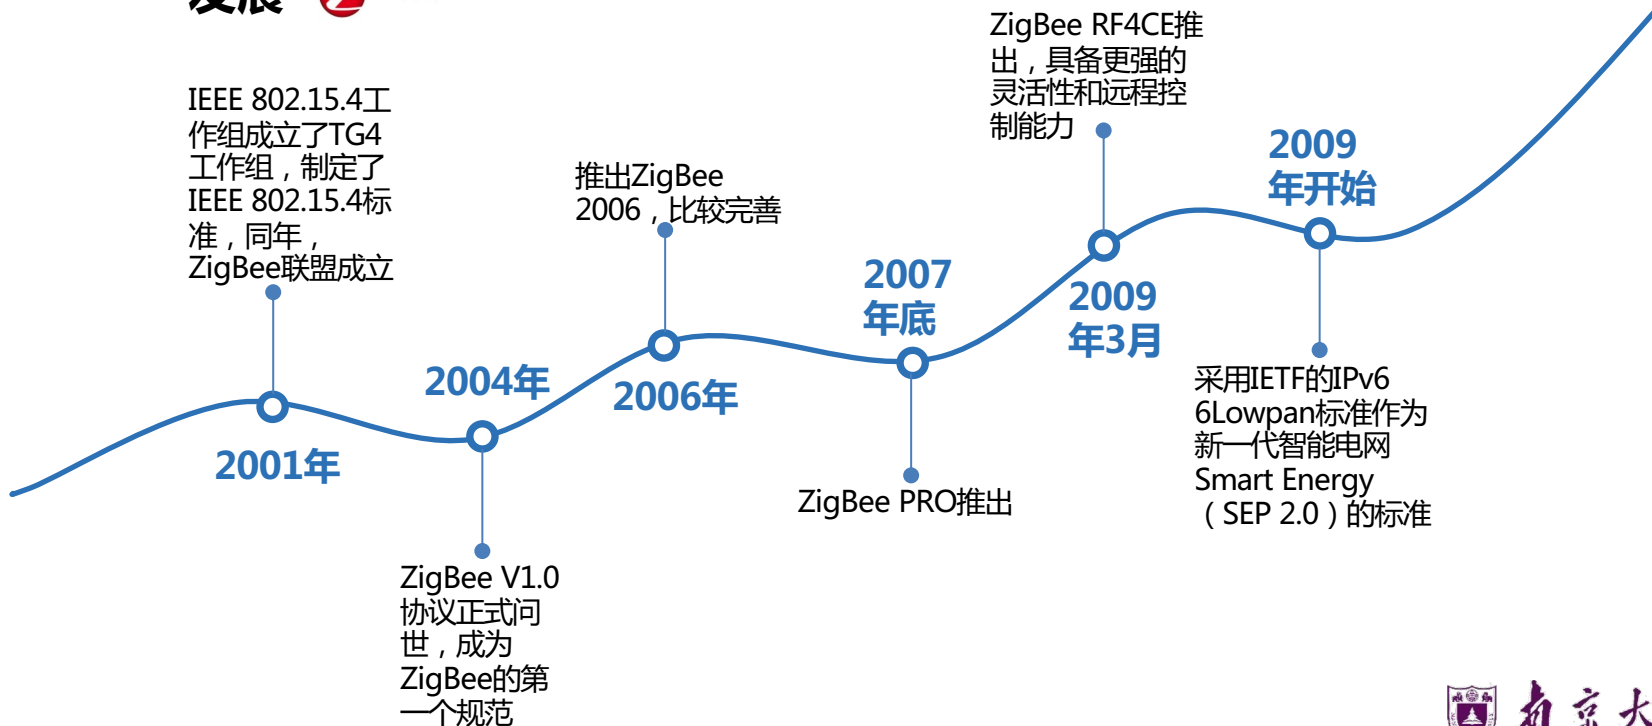 发展
IEEE 802.15.4工
作组成立了TG4
工作组，制定了
IEEE 802.15.4标
准，同年，
ZigBee联盟成立
2001年
2004年
ZigBee V1.0
协议正式问
世，成为
ZigBee的第
一个规范
推出ZigBee
2006，比较完善
2006年
2007
年底
ZigBee PRO推出
ZigBee RF4CE推
出，具备更强的
灵活性和远程控
制能力
2009
年3月
2009
年开始
采用IETF的IPv6
6Lowpan标准作为
新一代智能电网
Smart Energy
（SEP 2.0）的标准
南京大